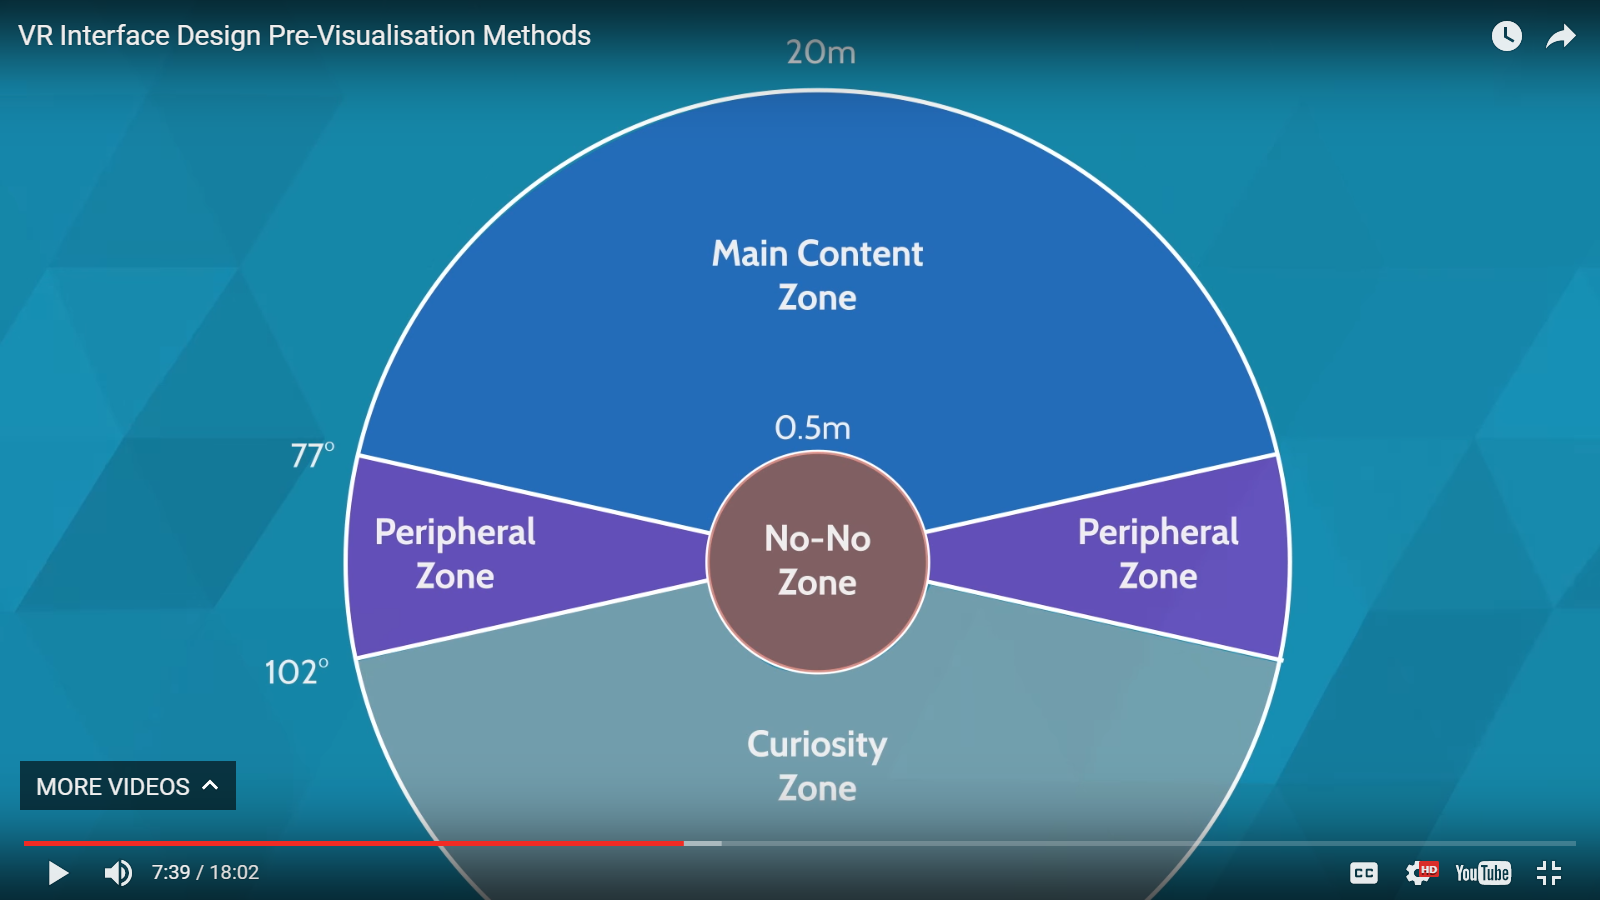 VR Interface Design Pre-Visualisation Methods
20m
Main Content
Zone
0.5m
77°
Peripheral
Zone
No-No
Zone
Peripheral
Zone
102°
Curiosity
Zone
MORE VIDEOS
7:39 / 18:02
CC
HD
YouTube